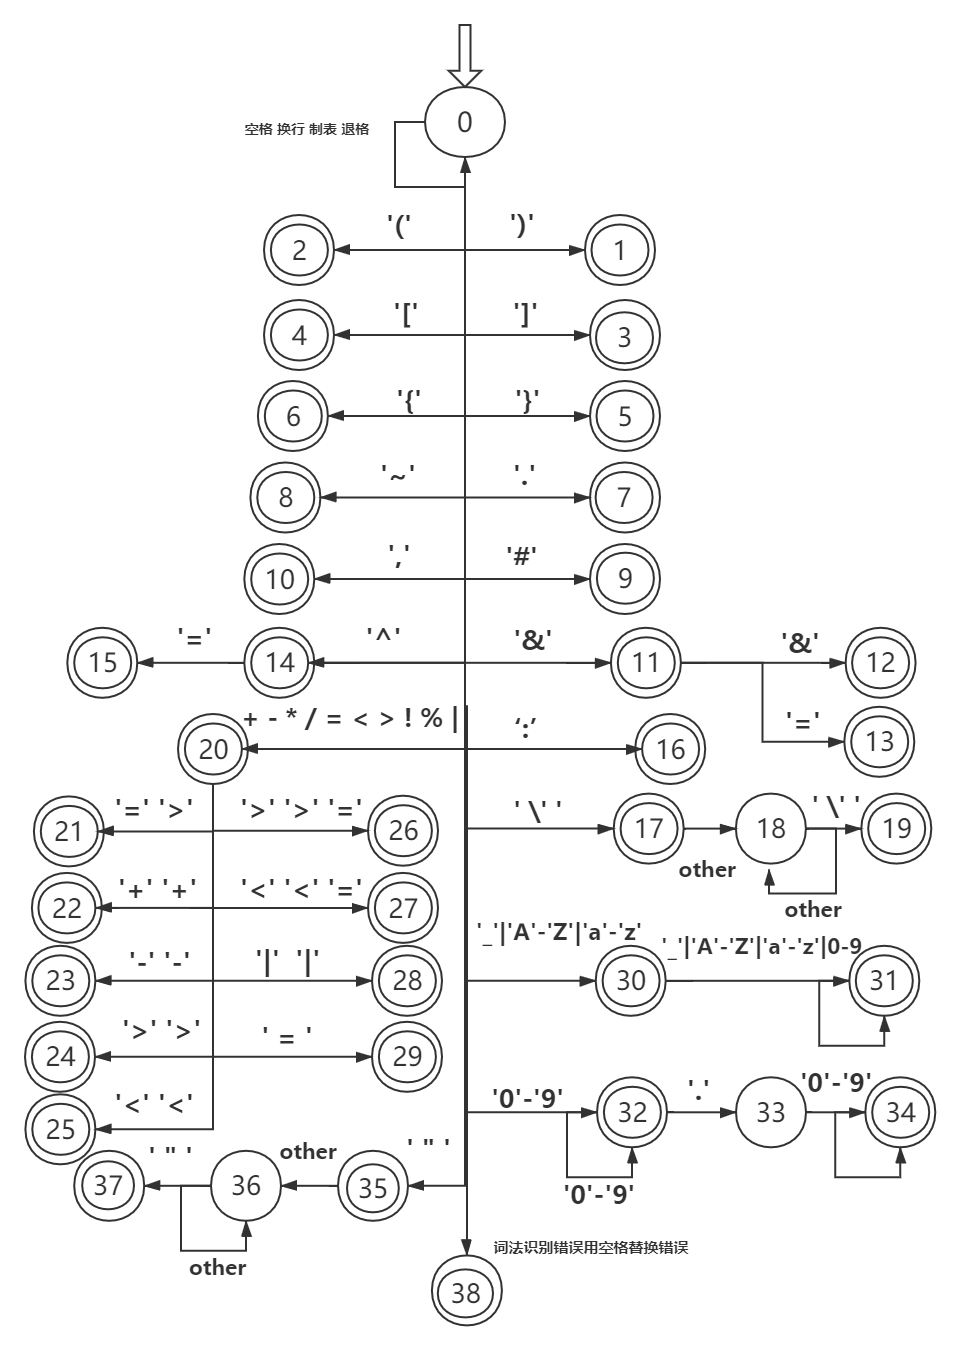 0
空格 换行 制表 退格
2 '(' ')' 1
4 '[' ']' 3
6 '{' '}' 5
8 '~' '.' 7
10 ',' '#' 9
15 '=' 14 '^' '&' 11 '&' 12
'=' 13
20 + - * / = < > ! % | ‘:’ 16
21 '=' '>' '>' '>' '=' 26 ' \' ' 17 other 18 ' \' ' 19
other
22 '+' '+' '<' '<' '=' 27
23 '-' '-' '|' '|' 28 '_'|'A'-'Z'|'a'-'z' 30 '_'|'A'-'Z'|'a'-'z'|0-9 31
24 '>' '>' ' = ' 29
25 '<' '<' '0'-'9' 32 '.' 33 '0'-'9' 34
'0'-'9'
37 ' " ' 36 other 35 ' " '
other
词法识别错误用空格替换错误
38